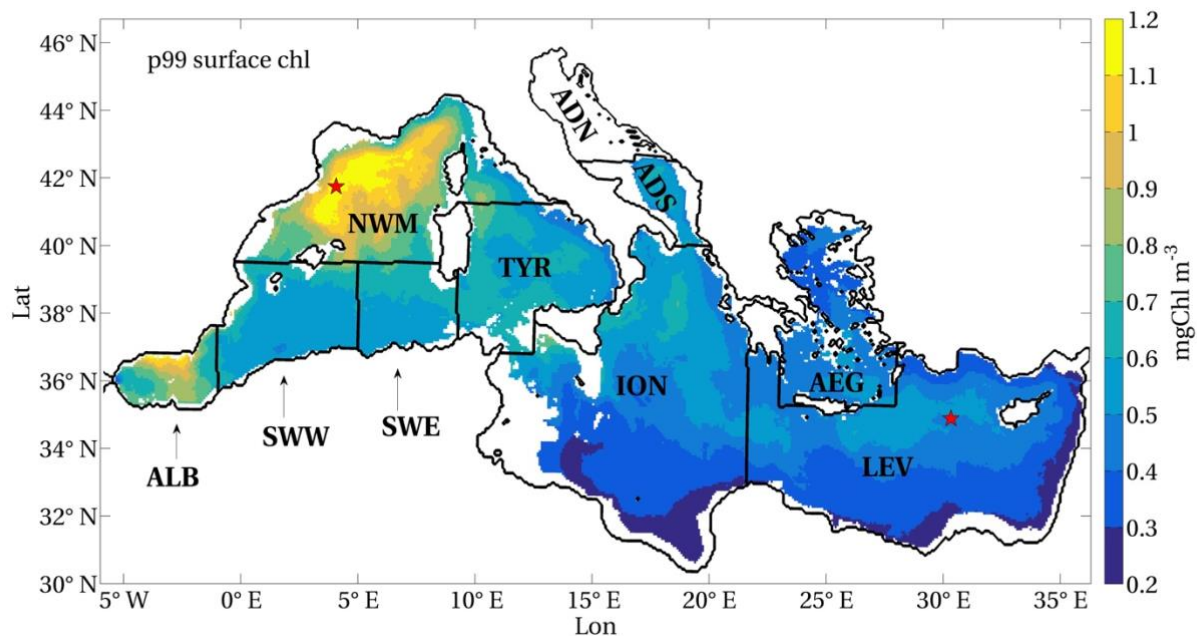 p99 surface chl
46° N
44° N
42° N
40° N
38° N
36° N
34° N
32° N
30° N
Lat
5° W
0° E
5° E
10° E
15° E
20° E
25° E
30° E
35° E
Lon
ADN
ADS
NWM
TYR
ION
AEG
LEV
ALB
SWW
SWE
1.2
1.1
1
0.9
0.8
0.7
0.6
0.5
0.4
0.3
0.2
mgChl m⁻³